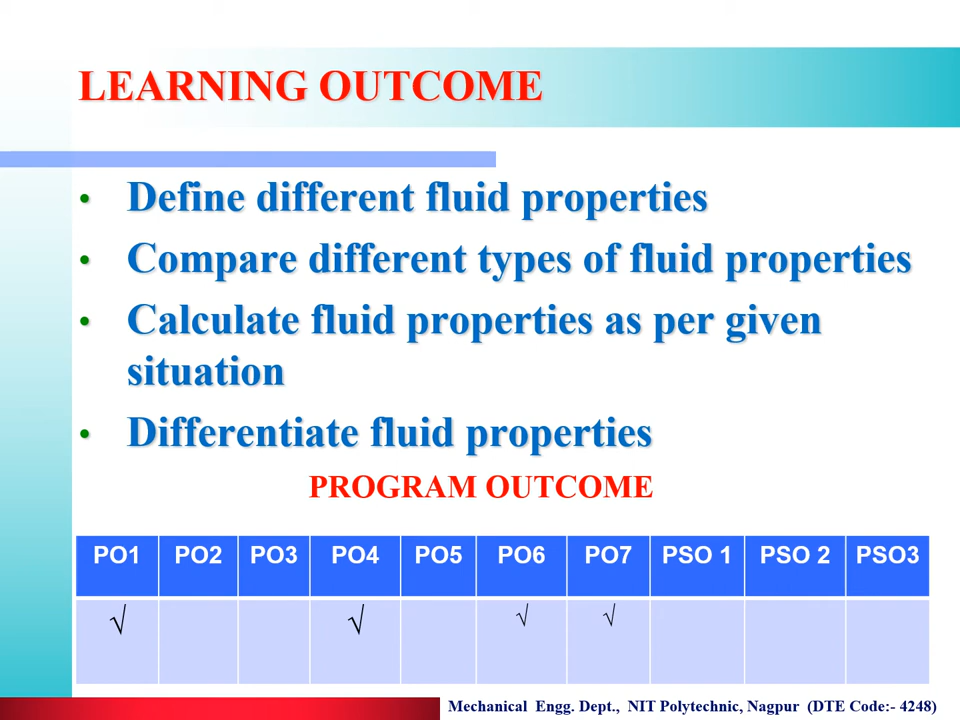 LEARNING OUTCOME
• Define different fluid properties
• Compare different types of fluid properties
• Calculate fluid properties as per given
situation
• Differentiate fluid properties
PROGRAM OUTCOME
PO1 PO2 PO3 PO4 PO5 PO6 PO7 PSO 1 PSO 2 PSO3
√ √ √ √
Mechanical Engg. Dept., NIT Polytechnic, Nagpur (DTE Code:- 4248)